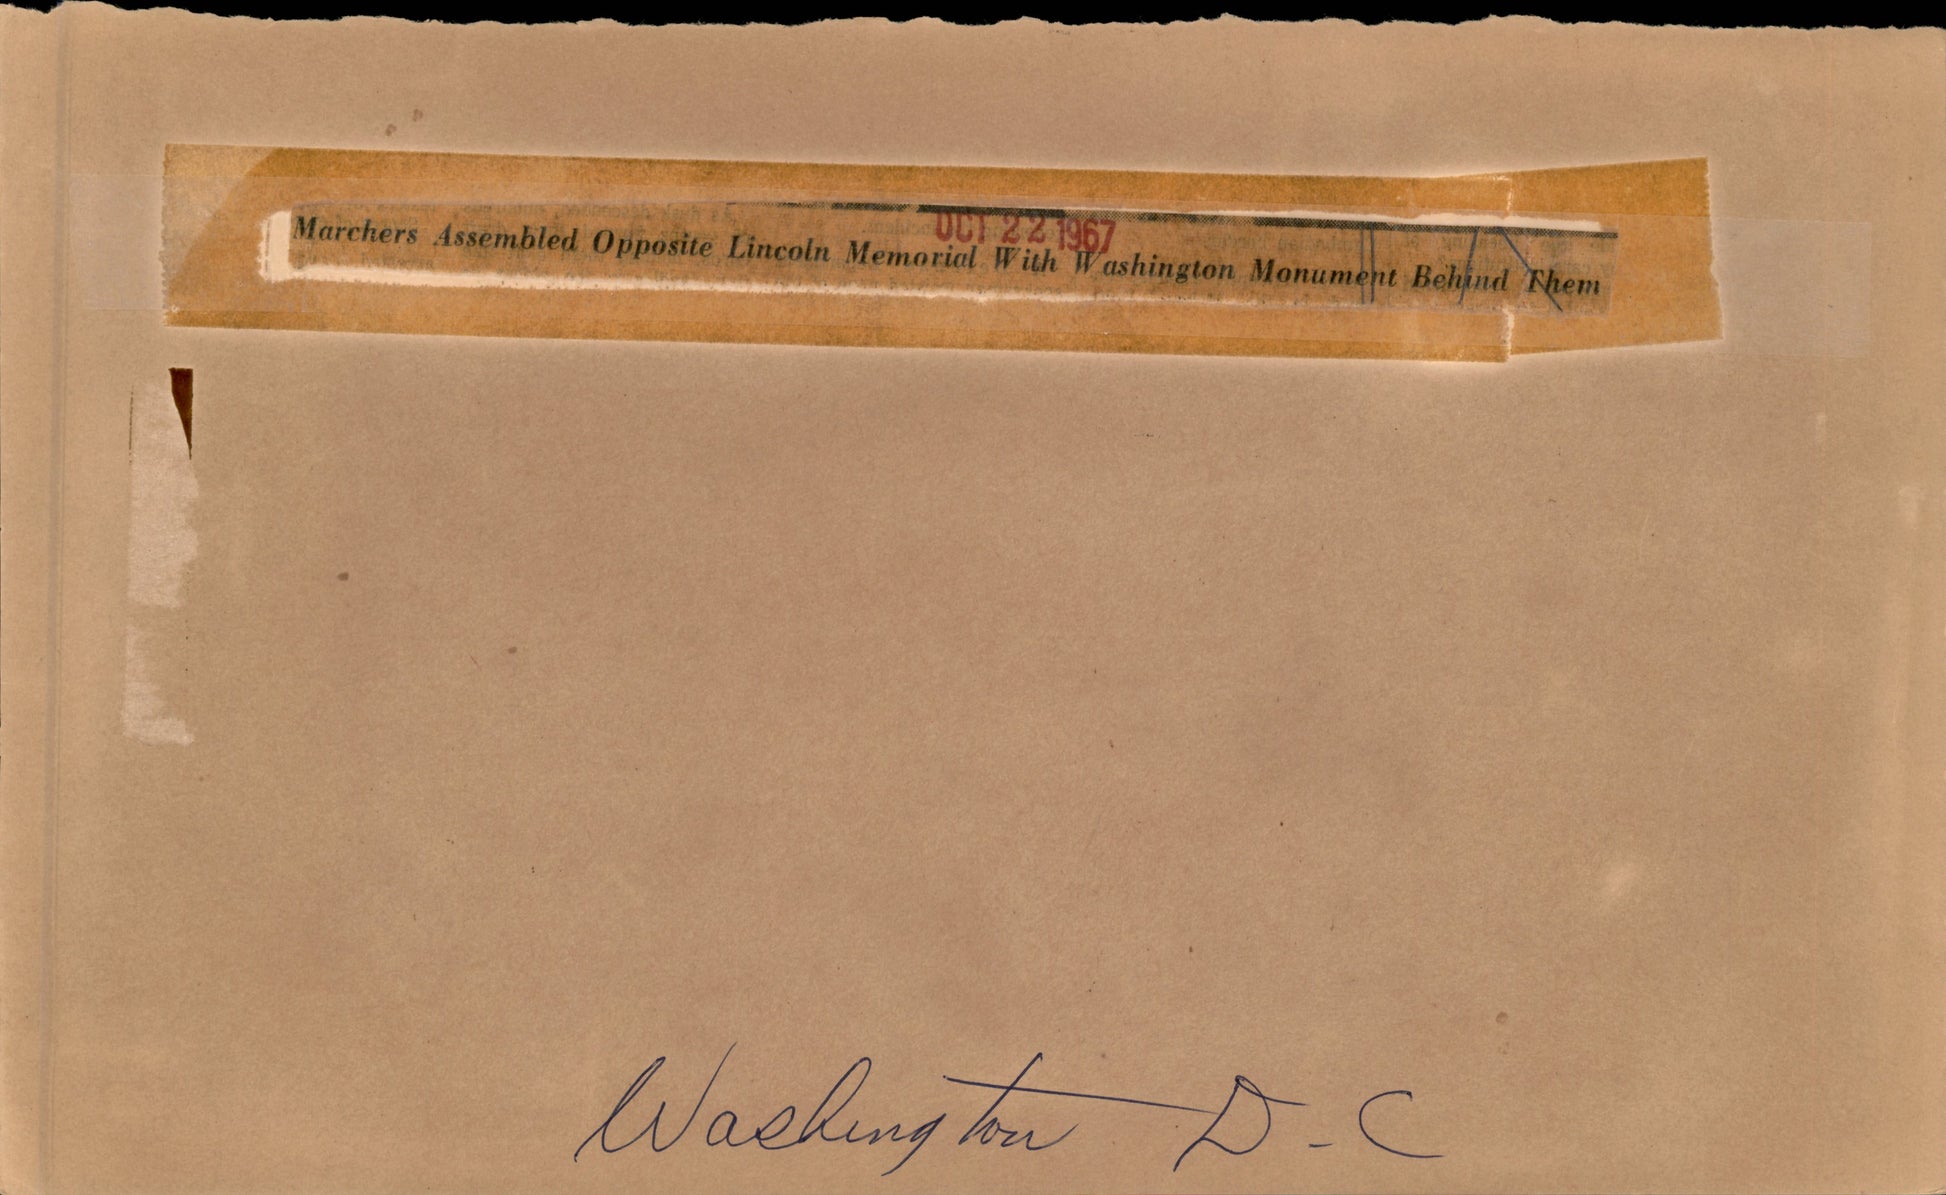 OCT 22 1967
Marchers Assembled Opposite Lincoln Memorial With Washington Monument Behind Them
Washington D-C